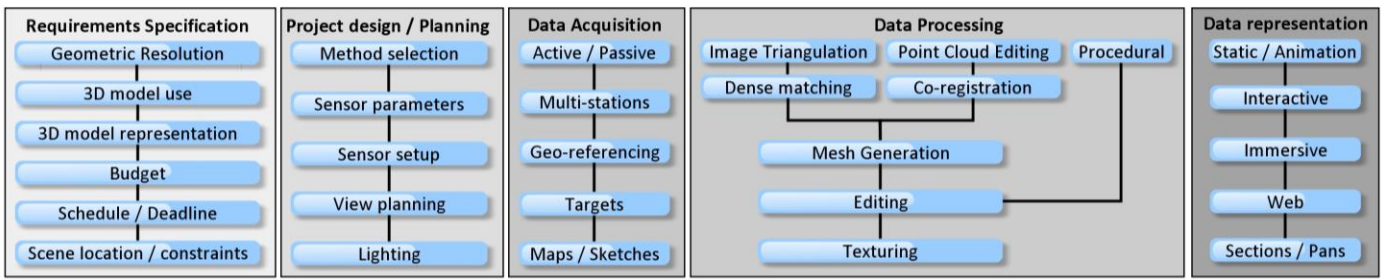 Requirements Specification
Geometric Resolution
3D model use
3D model representation
Budget
Schedule / Deadline
Scene location / constraints
Project design / Planning
Method selection
Sensor parameters
Sensor setup
View planning
Lighting
Data Acquisition
Active / Passive
Multi-stations
Geo-referencing
Targets
Maps / Sketches
Data Processing
Image Triangulation
Point Cloud Editing
Procedural
Dense matching
Co-registration
Mesh Generation
Editing
Texturing
Data representation
Static / Animation
Interactive
Immersive
Web
Sections / Pans